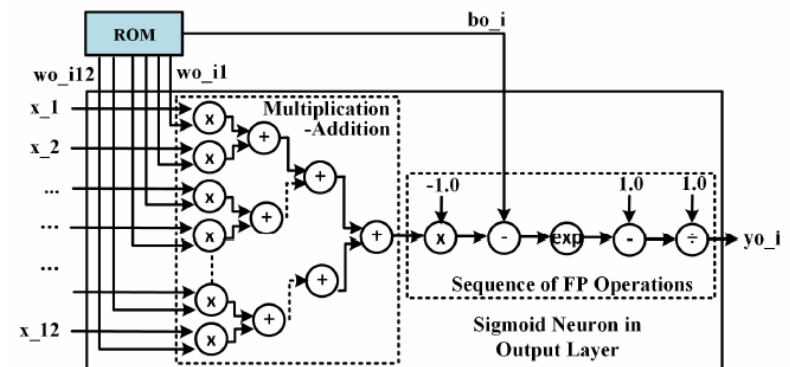 ROM
bo_i
wo_i12
wo_i1
x_1
x_2
...
...
...
x_12
Multiplication
-Addition
x
x
x
x
x
x
+
+
+
+
+
+
-1.0
1.0
1.0
x
-
exp
-
÷
yo_i
Sequence of FP Operations
Sigmoid Neuron in
Output Layer